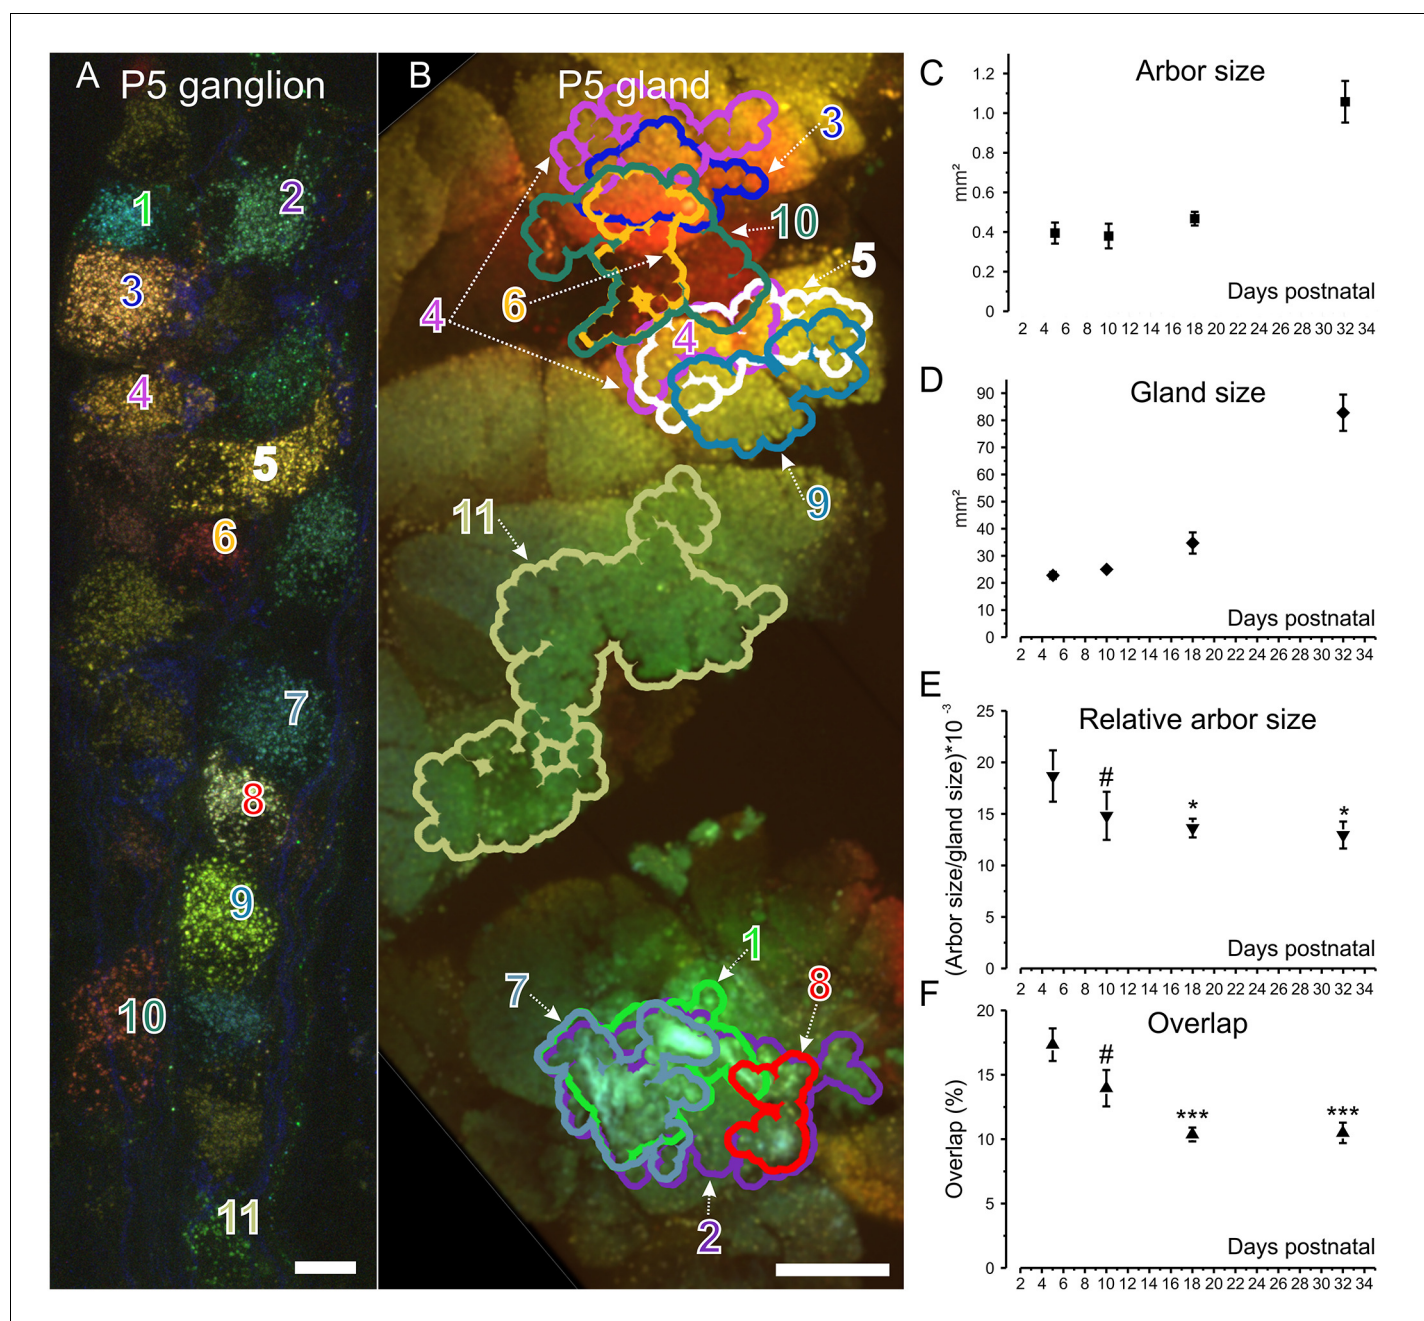 A
P5 ganglion
1
2
3
4
5
6
7
8
9
10
11
B
P5 gland
3
10
5
4
6
4
9
11
1
7
8
2
C
Arbor size
mm²
1.2
1.0
0.8
0.6
0.4
0.2
0
Days postnatal
2 4 6 8 10 12 14 16 18 20 22 24 26 28 30 32 34
D
Gland size
mm²
90
80
70
60
50
40
30
20
10
0
Days postnatal
2 4 6 8 10 12 14 16 18 20 22 24 26 28 30 32 34
E
Relative arbor size
(Arbor size/gland size)*10⁻³
25
20
15
10
5
0
#
*
*
Days postnatal
2 4 6 8 10 12 14 16 18 20 22 24 26 28 30 32 34
F
Overlap
Overlap (%)
20
15
10
5
0
#
***
***
Days postnatal
2 4 6 8 10 12 14 16 18 20 22 24 26 28 30 32 34